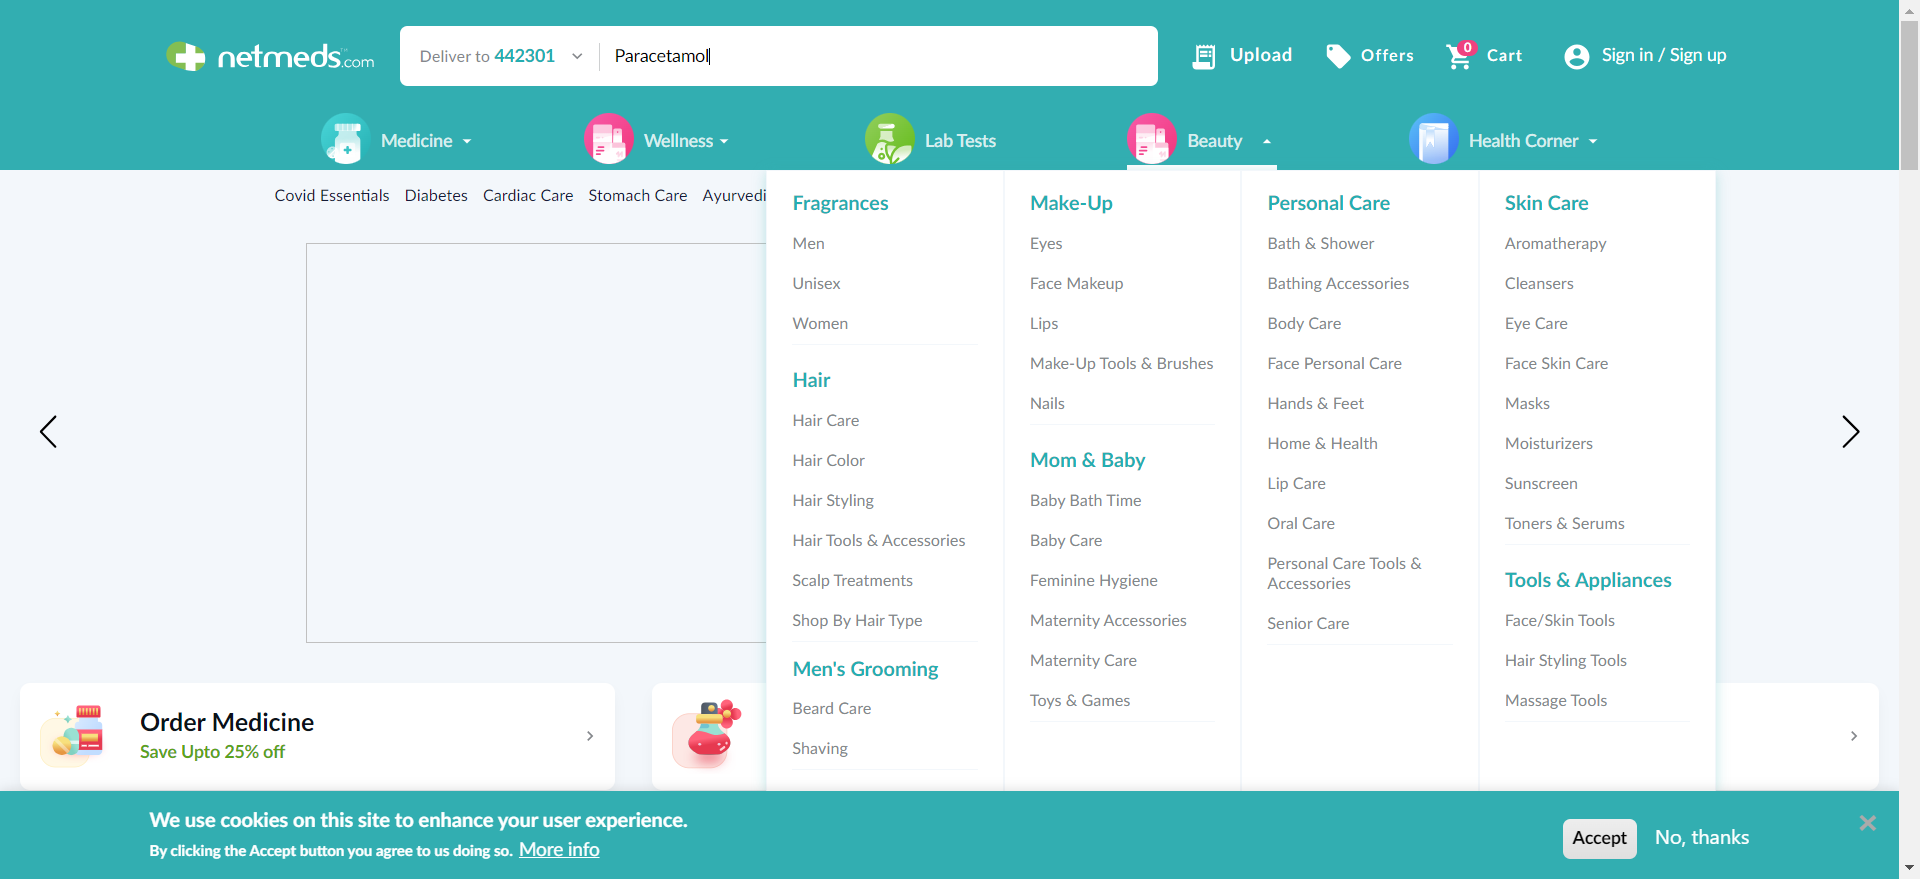 netmeds.com
Deliver to 442301
Paracetamol
Upload
Offers
0
Cart
Sign in / Sign up
Medicine
Wellness
Lab Tests
Beauty
Health Corner
Covid Essentials
Diabetes
Cardiac Care
Stomach Care
Ayurvedi
Fragrances
Men
Unisex
Women
Hair
Hair Care
Hair Color
Hair Styling
Hair Tools & Accessories
Scalp Treatments
Shop By Hair Type
Men's Grooming
Beard Care
Shaving
Make-Up
Eyes
Face Makeup
Lips
Make-Up Tools & Brushes
Nails
Mom & Baby
Baby Bath Time
Baby Care
Feminine Hygiene
Maternity Accessories
Maternity Care
Toys & Games
Personal Care
Bath & Shower
Bathing Accessories
Body Care
Face Personal Care
Hands & Feet
Home & Health
Lip Care
Oral Care
Personal Care Tools &
Accessories
Senior Care
Skin Care
Aromatherapy
Cleansers
Eye Care
Face Skin Care
Masks
Moisturizers
Sunscreen
Toners & Serums
Tools & Appliances
Face/Skin Tools
Hair Styling Tools
Massage Tools
Order Medicine
Save Upto 25% off
We use cookies on this site to enhance your user experience.
By clicking the Accept button you agree to us doing so. More info
Accept
No, thanks